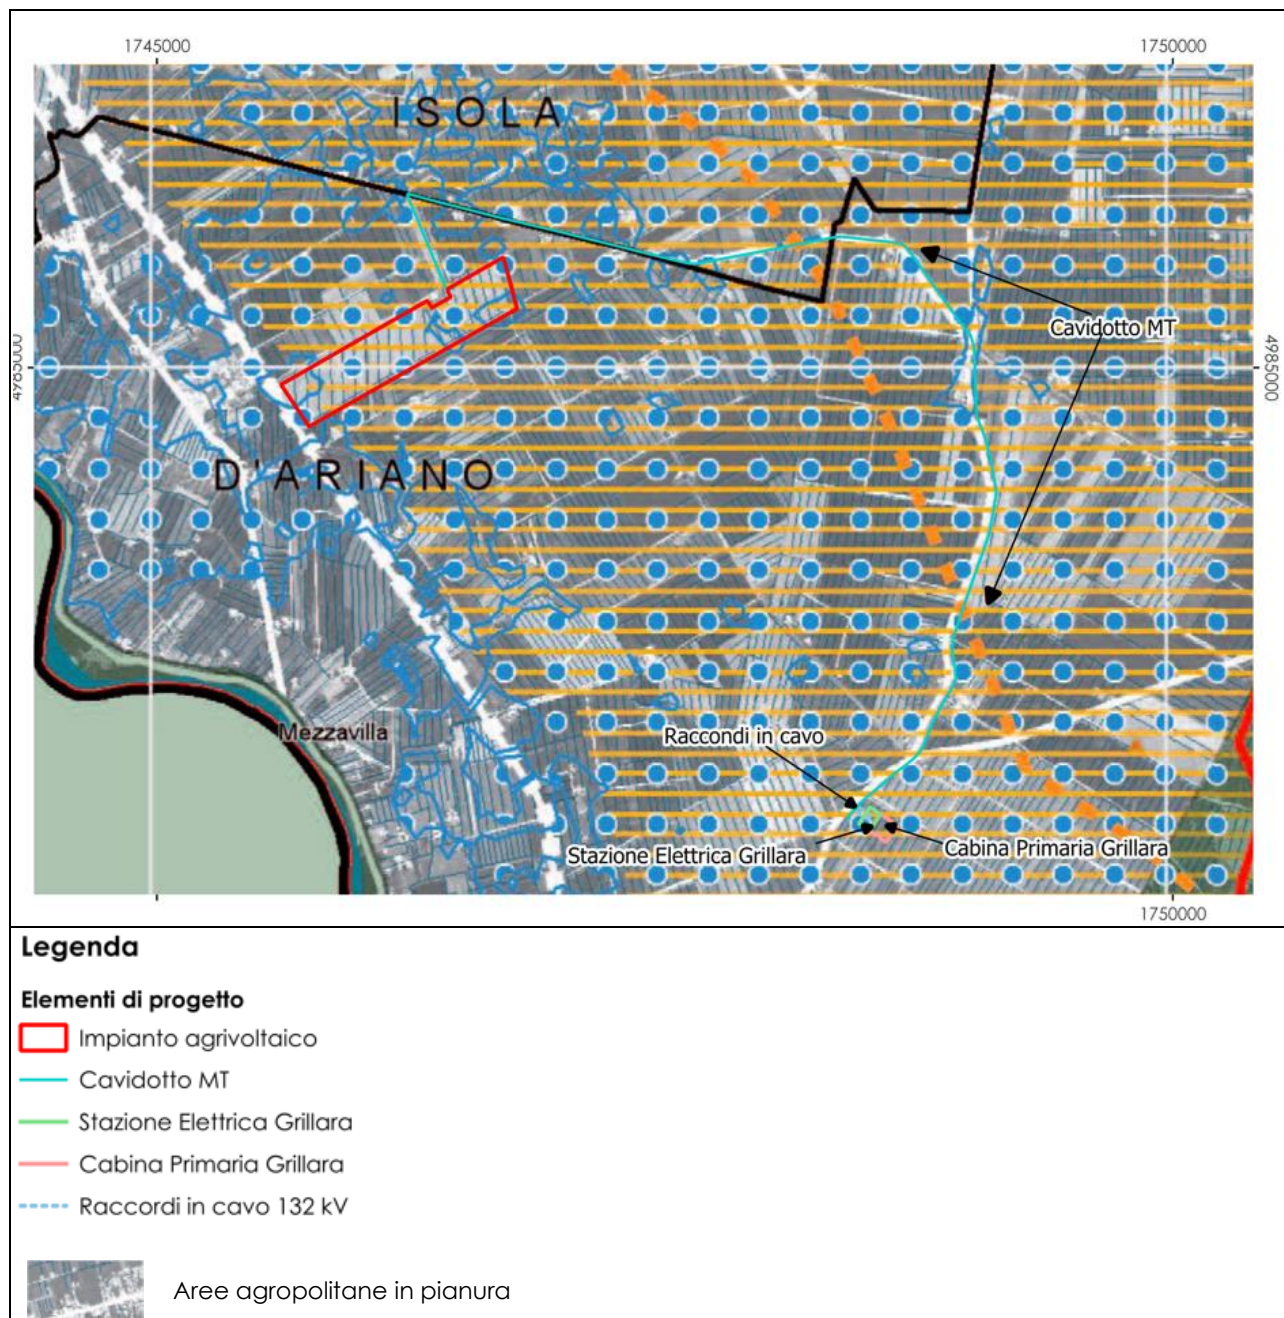 1745000
1750000
ISOLA
Cavidotto MT
4985000
4985000
D'ARIANO
Mezzavilla
Raccondi in cavo
Stazione Elettrica Grillara
Cabina Primaria Grillara
1750000
Legenda
Elementi di progetto
Impianto agrivoltaico
Cavidotto MT
Stazione Elettrica Grillara
Cabina Primaria Grillara
Raccordi in cavo 132 kV
Aree agropolitane in pianura